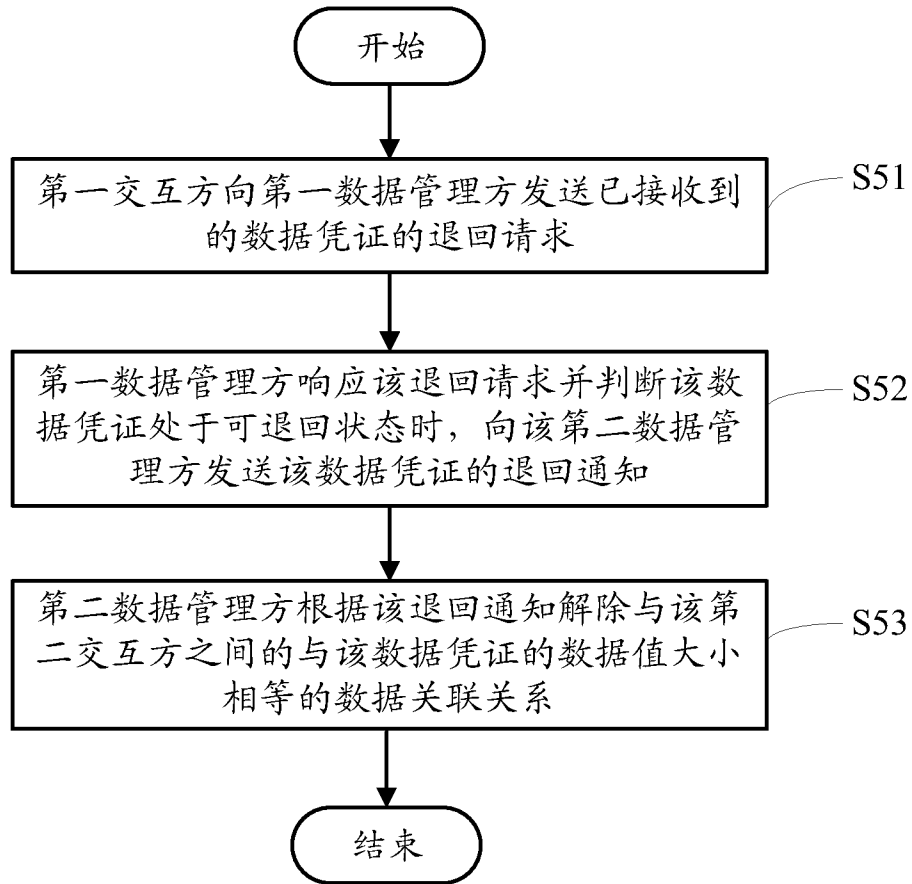 开始
第一交互方向第一数据管理方发送已接收到
的数据凭证的退回请求
S51
第一数据管理方响应该退回请求并判断该数
据凭证处于可退回状态时，向该第二数据管
理方发送该数据凭证的退回通知
S52
第二数据管理方根据该退回通知解除与该第
二交互方之间的与该数据凭证的数据值大小
相等的数据关联关系
S53
结束